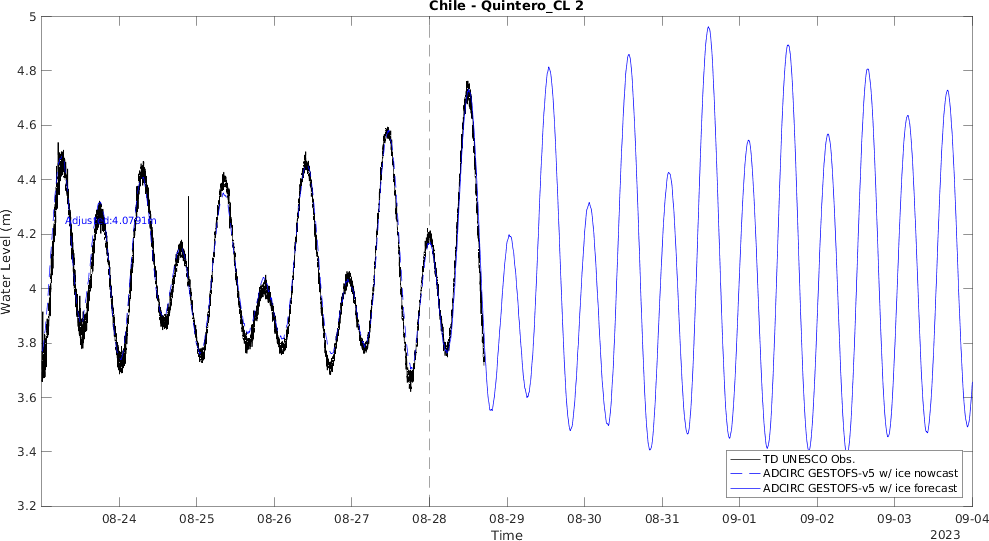 Chile - Quintero_CL 2
Water Level (m)
5
4.8
4.6
4.4
4.2
4
3.8
3.6
3.4
3.2
Adjusted:4.0791m
TD UNESCO Obs.
ADCIRC GESTOFS-v5 w/ ice nowcast
ADCIRC GESTOFS-v5 w/ ice forecast
08-24 08-25 08-26 08-27 08-28 08-29 08-30 08-31 09-01 09-02 09-03 09-04
Time
2023